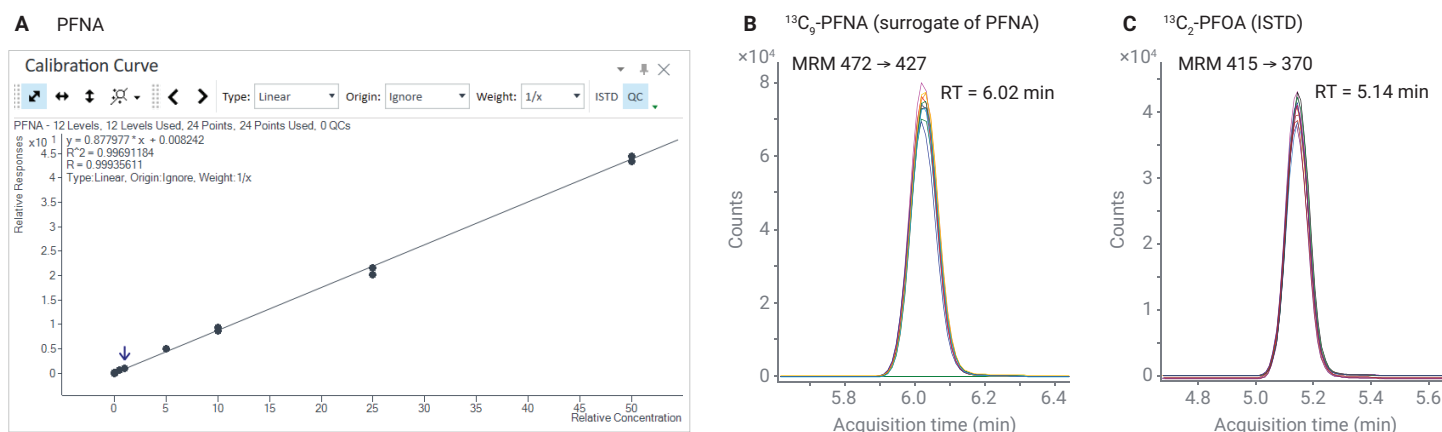 A PFNA
Calibration Curve
Type: Linear Origin: Ignore Weight: 1/x ISTD QC
PFNA - 12 Levels, 12 Levels Used, 24 Points, 24 Points Used, 0 QCs
Relative Responses
x10 1
y = 0.877977 * x + 0.008242
R^2 = 0.99691184
R = 0.99935611
Type:Linear, Origin:Ignore, Weight:1/x
4.5
4
3.5
3
2.5
2
1.5
1
0.5
0
0 5 10 15 20 25 30 35 40 45 50
Relative Concentration
B ¹³C₉-PFNA (surrogate of PFNA)
×10⁴
MRM 472 → 427
RT = 6.02 min
Counts
8
6
4
2
0
5.8 6.0 6.2 6.4
Acquisition time (min)
C ¹³C₂-PFOA (ISTD)
×10⁴
MRM 415 → 370
RT = 5.14 min
Counts
4
3
2
1
0
4.8 5.0 5.2 5.4 5.6
Acquisition time (min)